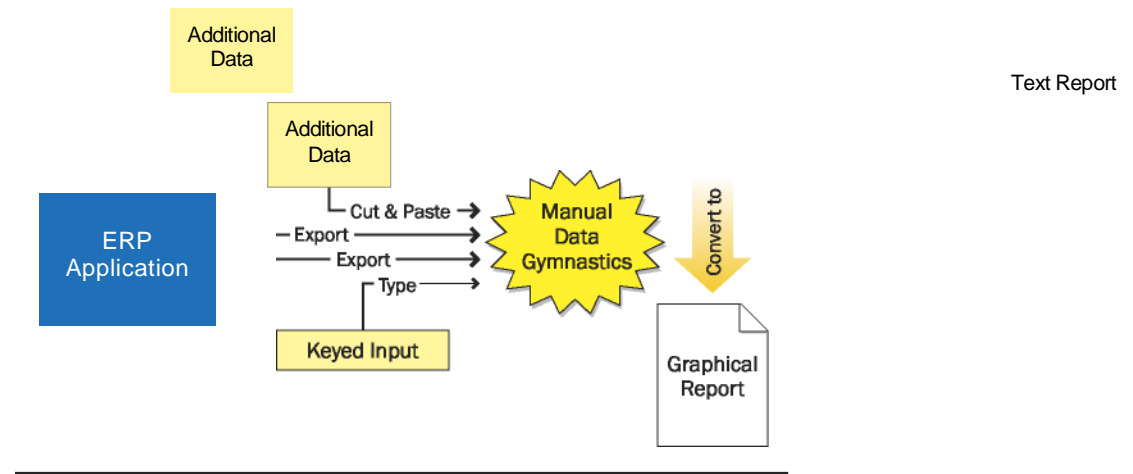 Additional
Data
Text Report
Additional
Data
ERP
Application
Cut & Paste
Export
Export
Type
Manual
Data
Gymnastics
Convert to
Keyed Input
Graphical
Report